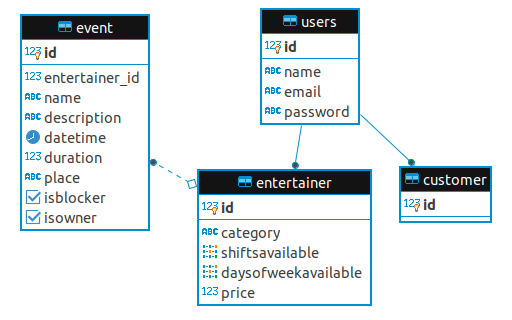 event
123 id
123 entertainer_id
ABC name
ABC description
datetime
123 duration
ABC place
isblocker
isowner
users
123 id
ABC name
ABC email
ABC password
entertainer
123 id
ABC category
shiftsavailable
daysofweekavailable
123 price
customer
123 id